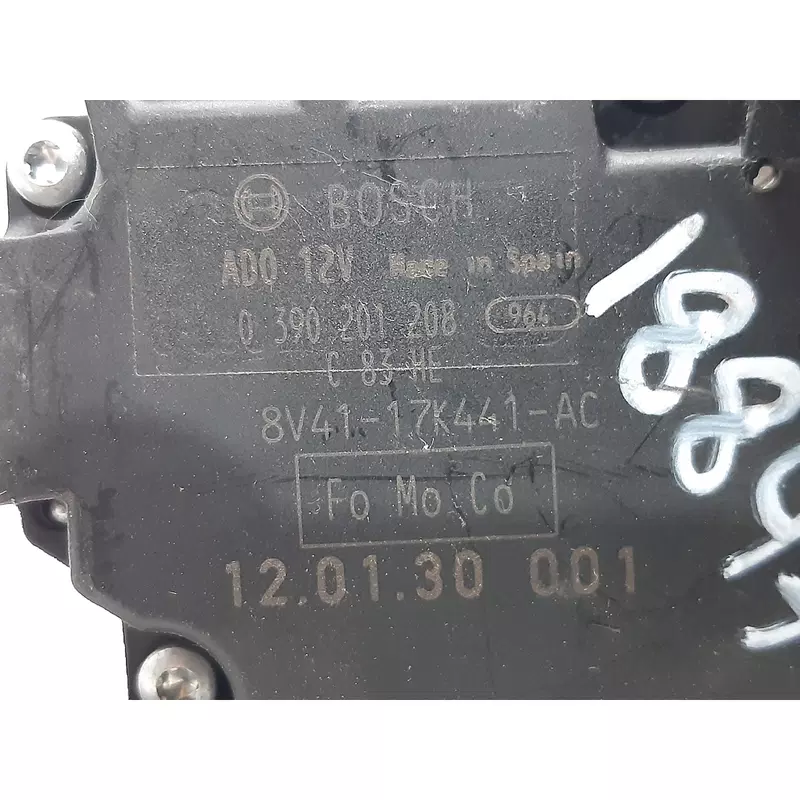 BOSCH
AD0 12V Made in Spain
0 390 201 208 964
C 83 HE
8V41-17K441-AC
Fo Mo Co
12.01.30 001